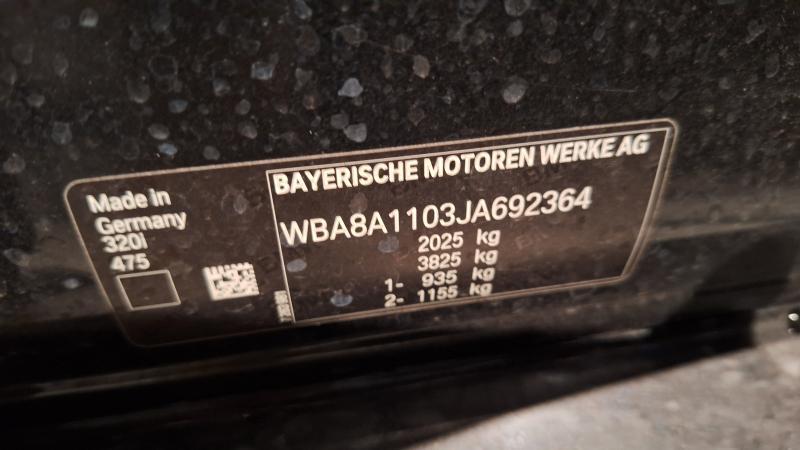 Made in
Germany
320i
475
BAYERISCHE MOTOREN WERKE AG
WBA8A1103JA692364
2025 kg
3825 kg
1- 935 kg
2- 1155 kg